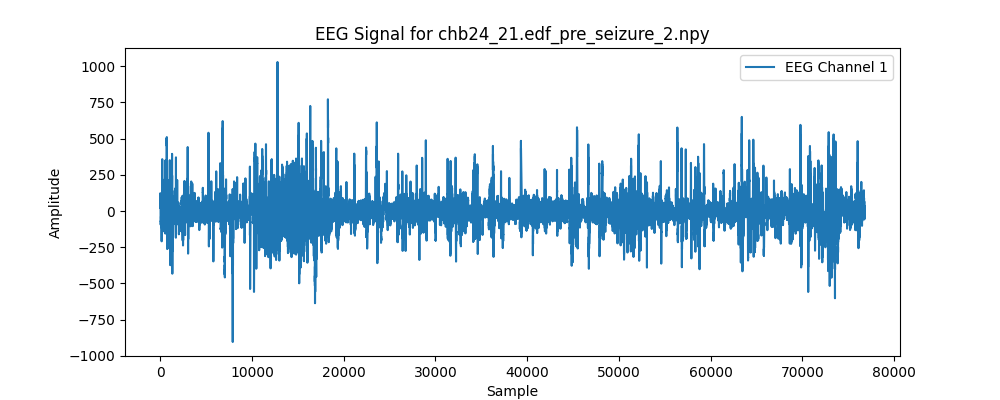 EEG Signal for chb24_21.edf_pre_seizure_2.npy
EEG Channel 1
1000
750
500
250
0
−250
−500
−750
−1000
Amplitude
0 10000 20000 30000 40000 50000 60000 70000 80000
Sample